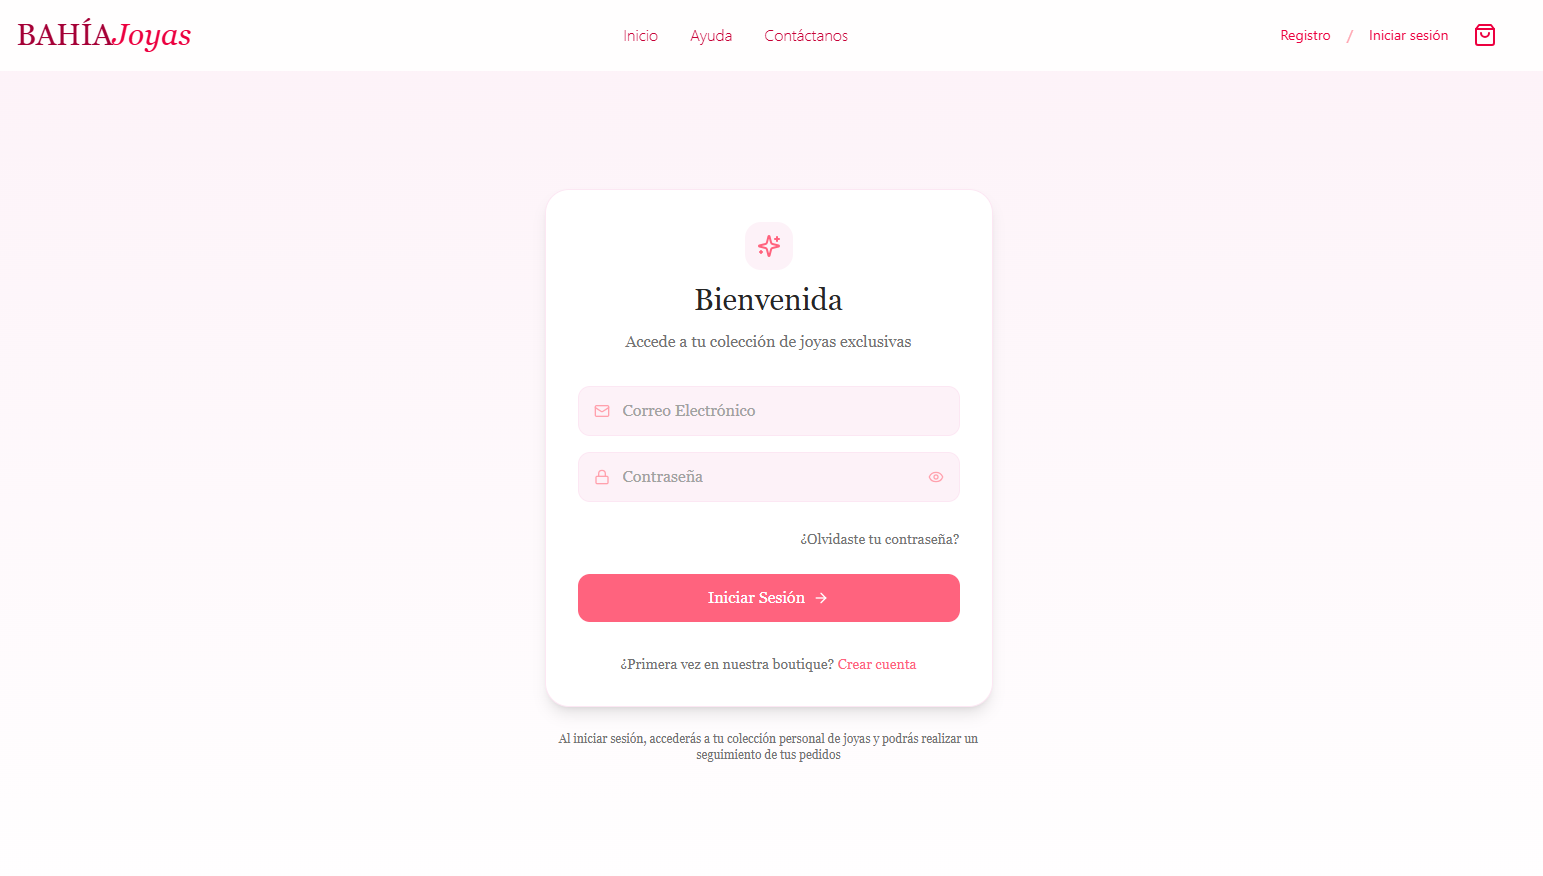 BAHÍAJoyas
Inicio
Ayuda
Contáctanos
Registro
/
Iniciar sesión
Bienvenida
Accede a tu colección de joyas exclusivas
Correo Electrónico
Contraseña
¿Olvidaste tu contraseña?
Iniciar Sesión
¿Primera vez en nuestra boutique? Crear cuenta
Al iniciar sesión, accederás a tu colección personal de joyas y podrás realizar un
seguimiento de tus pedidos